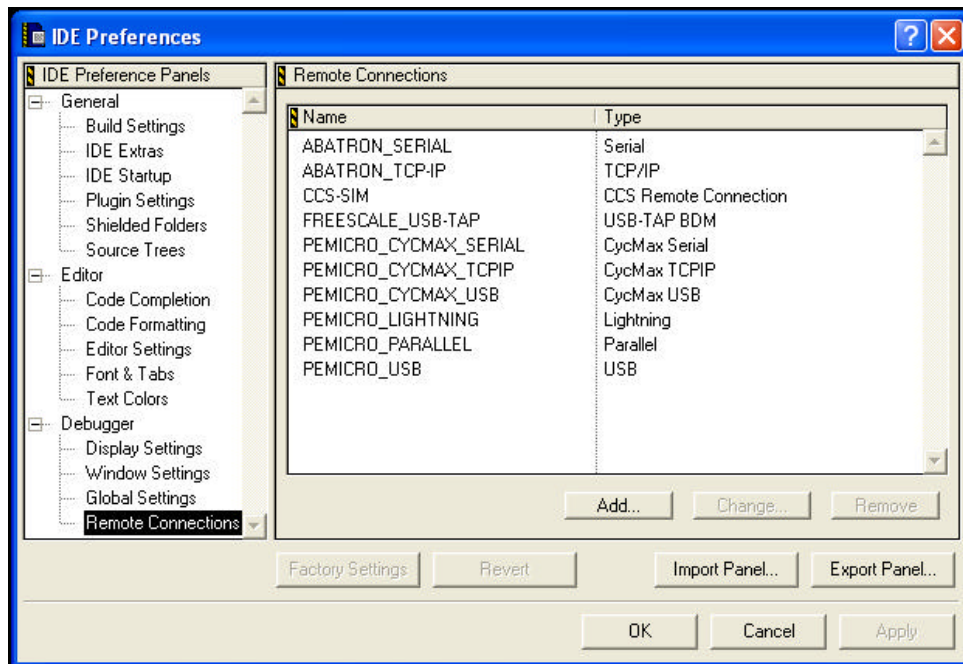 IDE Preferences
IDE Preference Panels
General
Build Settings
IDE Extras
IDE Startup
Plugin Settings
Shielded Folders
Source Trees
Editor
Code Completion
Code Formatting
Editor Settings
Font & Tabs
Text Colors
Debugger
Display Settings
Window Settings
Global Settings
Remote Connections
Remote Connections
Name Type
ABATRON_SERIAL Serial
ABATRON_TCP-IP TCP/IP
CCS-SIM CCS Remote Connection
FREESCALE_USB-TAP USB-TAP BDM
PEMICRO_CYCMAX_SERIAL CycMax Serial
PEMICRO_CYCMAX_TCPIP CycMax TCPIP
PEMICRO_CYCMAX_USB CycMax USB
PEMICRO_LIGHTNING Lightning
PEMICRO_PARALLEL Parallel
PEMICRO_USB USB
Add... Change... Remove
Factory Settings Revert Import Panel... Export Panel...
OK Cancel Apply